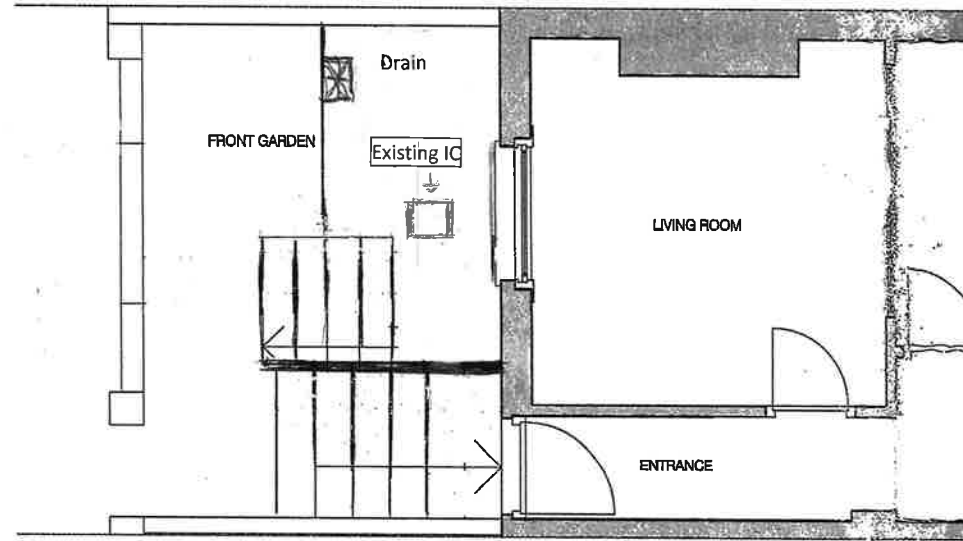 Drain
FRONT GARDEN
Existing IC
LIVING ROOM
ENTRANCE